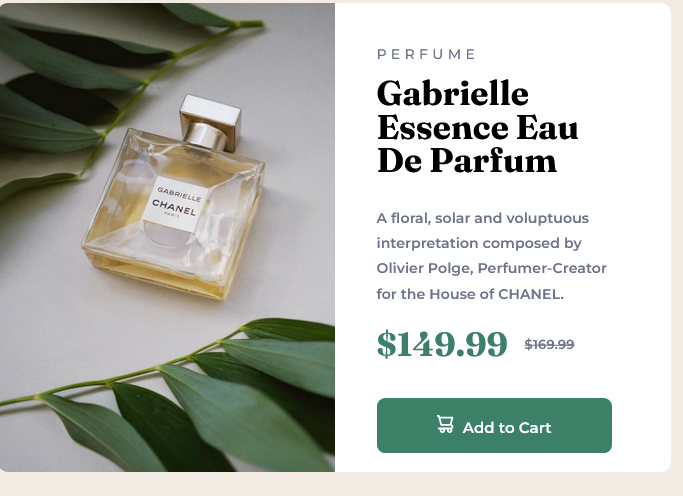 GABRIELLE
CHANEL
PARIS
PERFUME
Gabrielle
Essence Eau
De Parfum
A floral, solar and voluptuous
interpretation composed by
Olivier Polge, Perfumer-Creator
for the House of CHANEL.
$149.99 $169.99
Add to Cart